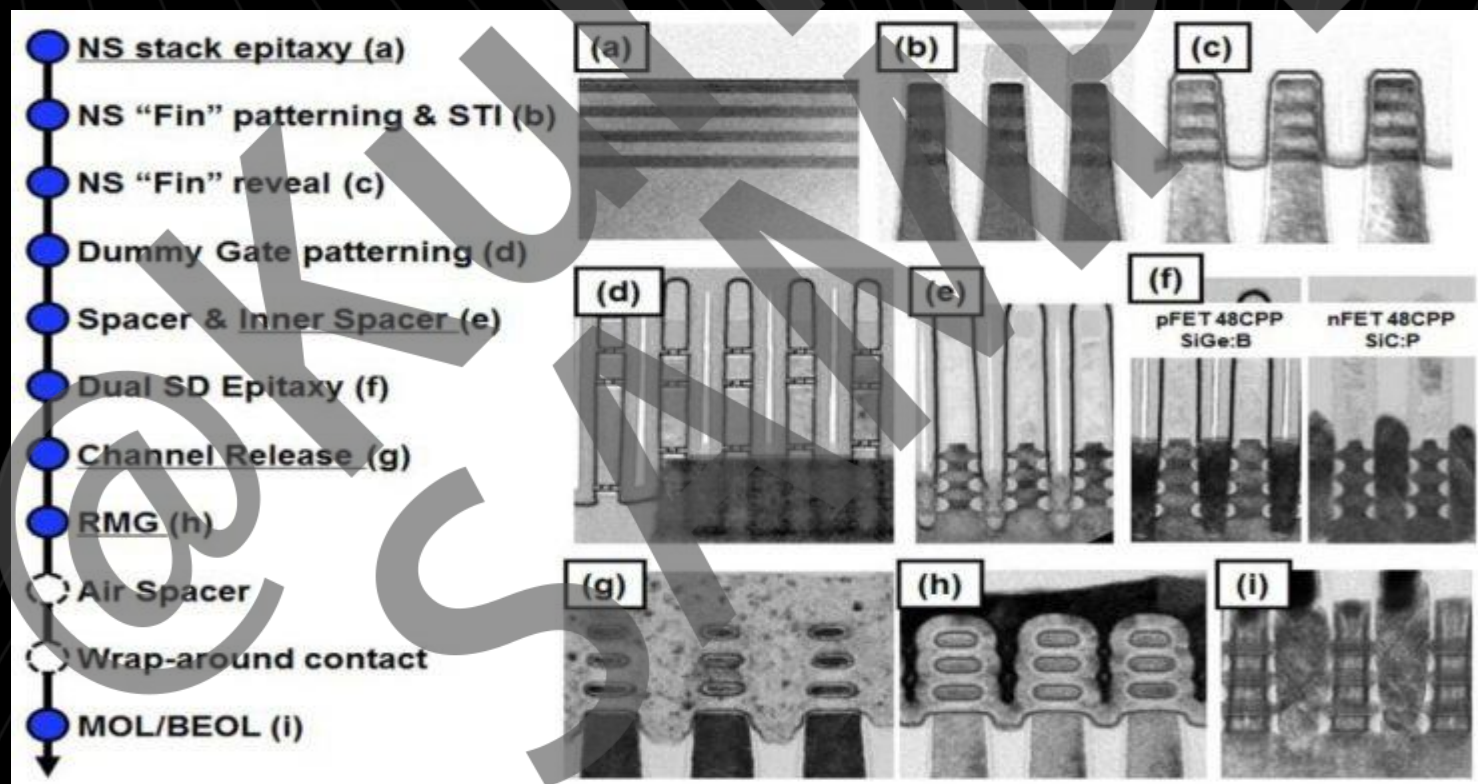 NS stack epitaxy (a)
NS "Fin" patterning & STI (b)
NS "Fin" reveal (c)
Dummy Gate patterning (d)
Spacer & Inner Spacer (e)
Dual SD Epitaxy (f)
Channel Release (g)
RMG (h)
Air Spacer
Wrap-around contact
MOL/BEOL (i)
(a)
(b)
(c)
(d)
(e)
(f)
pFET 48CPP
SiGe:B
nFET 48CPP
SiC:P
(g)
(h)
(i)